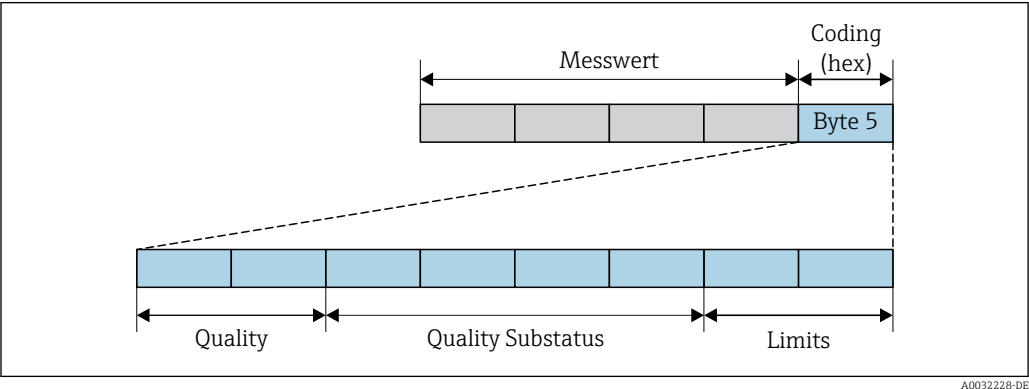 Coding
(hex)
Messwert
Byte 5
Quality
Quality Substatus
Limits
A0032228-DE